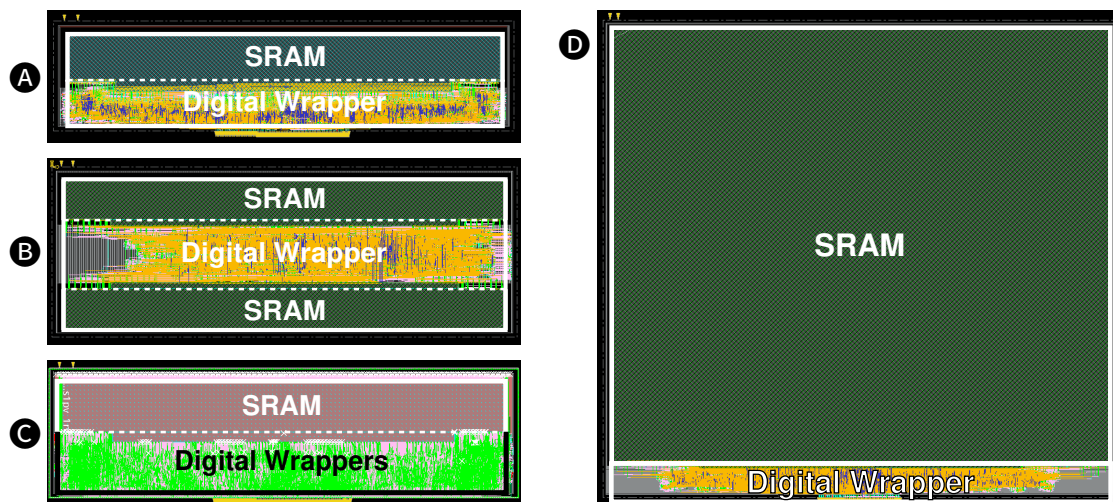 A
SRAM
Digital Wrapper
B
SRAM
Digital Wrapper
SRAM
C
SRAM
Digital Wrappers
D
SRAM
Digital Wrapper